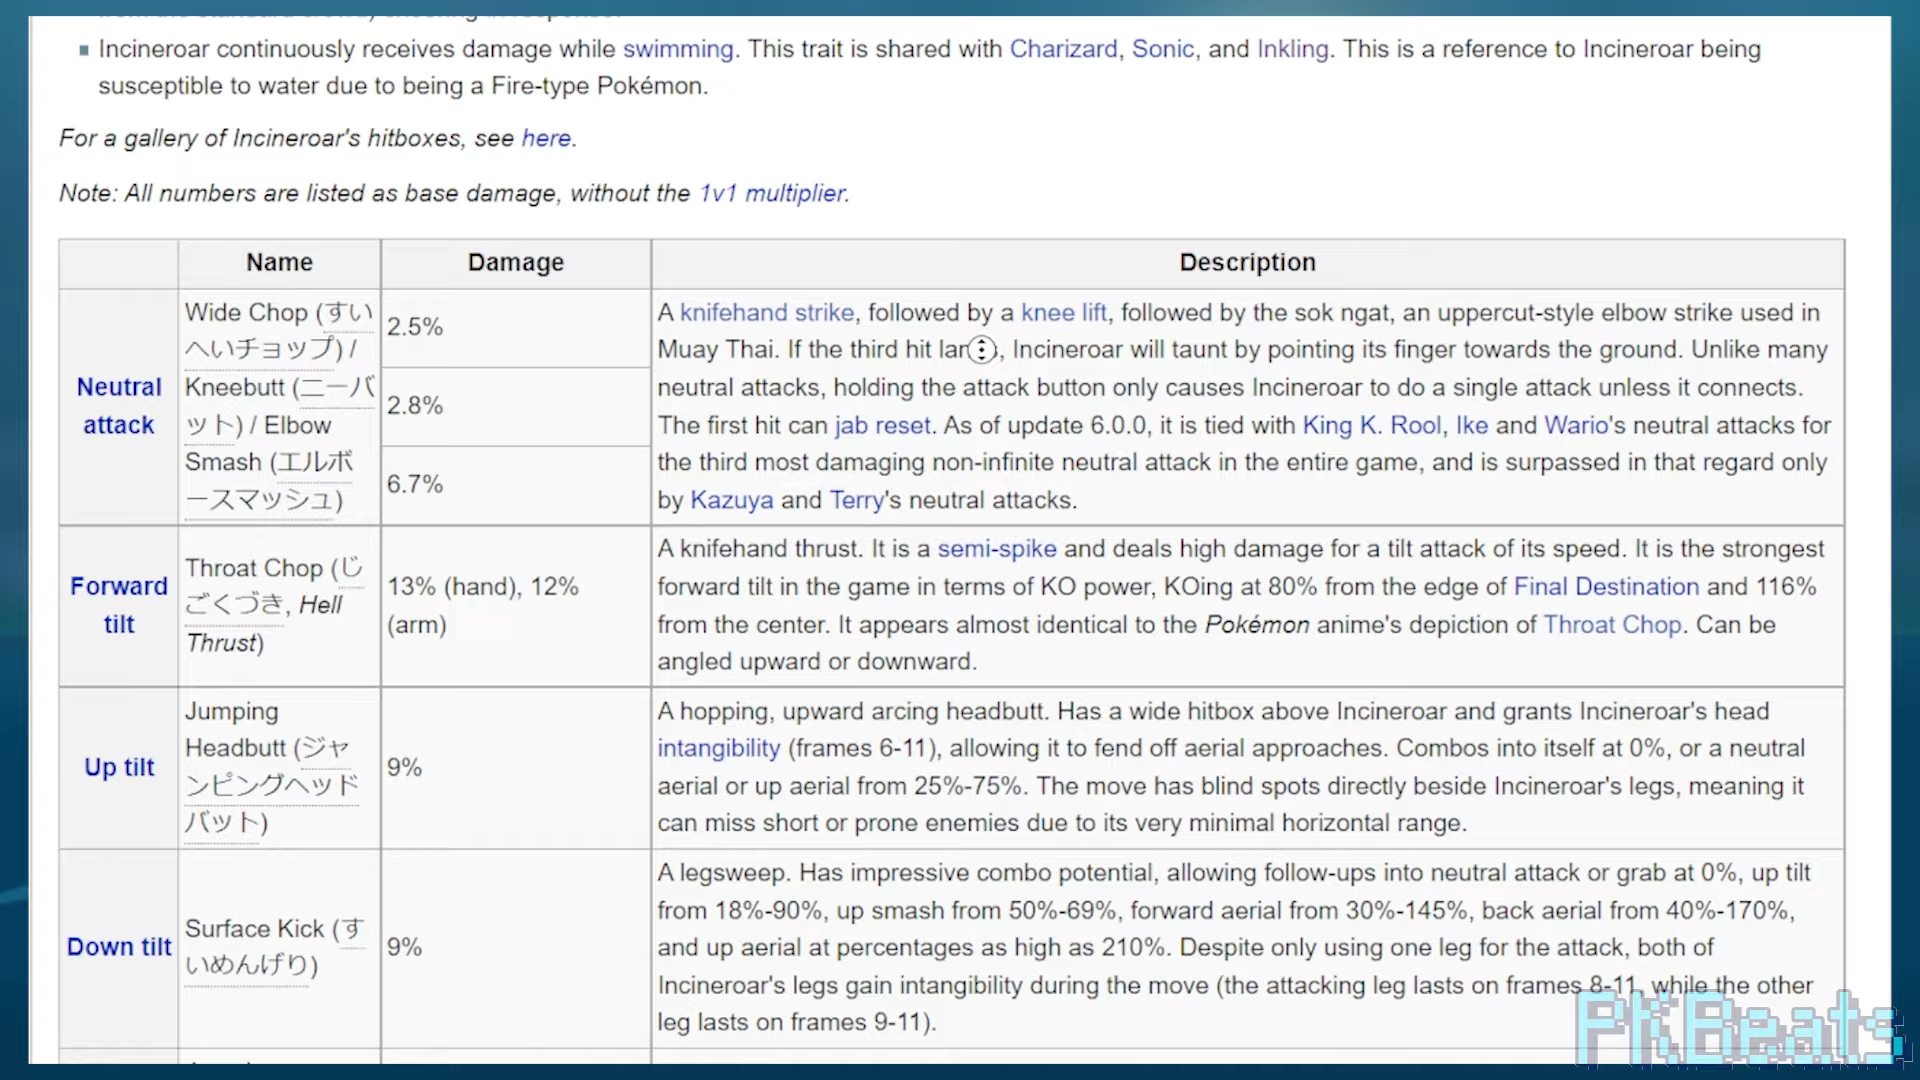 Incineroar continuously receives damage while swimming. This trait is shared with Charizard, Sonic, and Inkling. This is a reference to Incineroar being
susceptible to water due to being a Fire-type Pokémon.
For a gallery of Incineroar's hitboxes, see here.
Note: All numbers are listed as base damage, without the 1v1 multiplier.
Name
Damage
Description
Neutral
attack
Wide Chop (すい
へいチョップ) /
Kneebutt (ニーバ
ット) / Elbow
Smash (エルボ
ースマッシュ)
2.5%
2.8%
6.7%
A knifehand strike, followed by a knee lift, followed by the sok ngat, an uppercut-style elbow strike used in
Muay Thai. If the third hit , Incineroar will taunt by pointing its finger towards the ground. Unlike many
neutral attacks, holding the attack button only causes Incineroar to do a single attack unless it connects.
The first hit can jab reset. As of update 6.0.0, it is tied with King K. Rool, Ike and Wario's neutral attacks for
the third most damaging non-infinite neutral attack in the entire game, and is surpassed in that regard only
by Kazuya and Terry's neutral attacks.
Forward
tilt
Throat Chop (じ
ごくづき, Hell
Thrust)
13% (hand), 12%
(arm)
A knifehand thrust. It is a semi-spike and deals high damage for a tilt attack of its speed. It is the strongest
forward tilt in the game in terms of KO power, KOing at 80% from the edge of Final Destination and 116%
from the center. It appears almost identical to the Pokémon anime's depiction of Throat Chop. Can be
angled upward or downward.
Up tilt
Jumping
Headbutt (ジャ
ンピングヘッド
バット)
9%
A hopping, upward arcing headbutt. Has a wide hitbox above Incineroar and grants Incineroar's head
intangibility (frames 6-11), allowing it to fend off aerial approaches. Combos into itself at 0%, or a neutral
aerial or up aerial from 25%-75%. The move has blind spots directly beside Incineroar's legs, meaning it
can miss short or prone enemies due to its very minimal horizontal range.
Down tilt
Surface Kick (す
いめんげり)
9%
A legsweep. Has impressive combo potential, allowing follow-ups into neutral attack or grab at 0%, up tilt
from 18%-90%, up smash from 50%-69%, forward aerial from 30%-145%, back aerial from 40%-170%,
and up aerial at percentages as high as 210%. Despite only using one leg for the attack, both of
Incineroar's legs gain intangibility during the move (the attacking leg lasts on frames 8-11, while the other
leg lasts on frames 9-11).
PKBeats